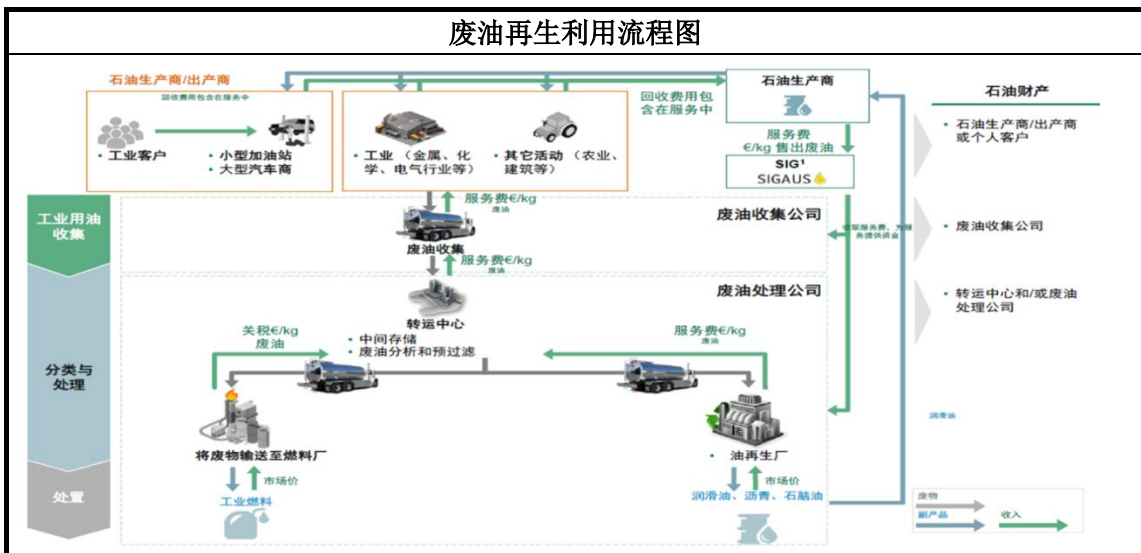 废油再生利用流程图
石油生产商/出产商
回收费用包含在服务中
• 工业客户
• 小型加油站
• 大型汽车商
• 工业（金属、化
学、电气行业等）
• 其它活动（农业、
建筑等）
回收费用包
含在服务中
石油生产商
服务费
€/kg 售出废油
SIG¹
SIGAUS
石油财产
• 石油生产商/出产商
或个人客户
• 废油收集公司
• 转运中心和/或废油
处理公司
工业用油
收集
服务费€/kg
废油
废油收集公司
收取服务费，为服
务提供资金
废油收集
服务费€/kg
废油
分类与
处理
废油处理公司
转运中心
• 中间存储
• 废油分析和预过滤
关税€/kg
废油
服务费€/kg
废油
将废物输送至燃料厂
• 油再生厂
润滑油
处置
市场价
工业燃料
市场价
润滑油、沥青、石脑油
废物
副产品
收入